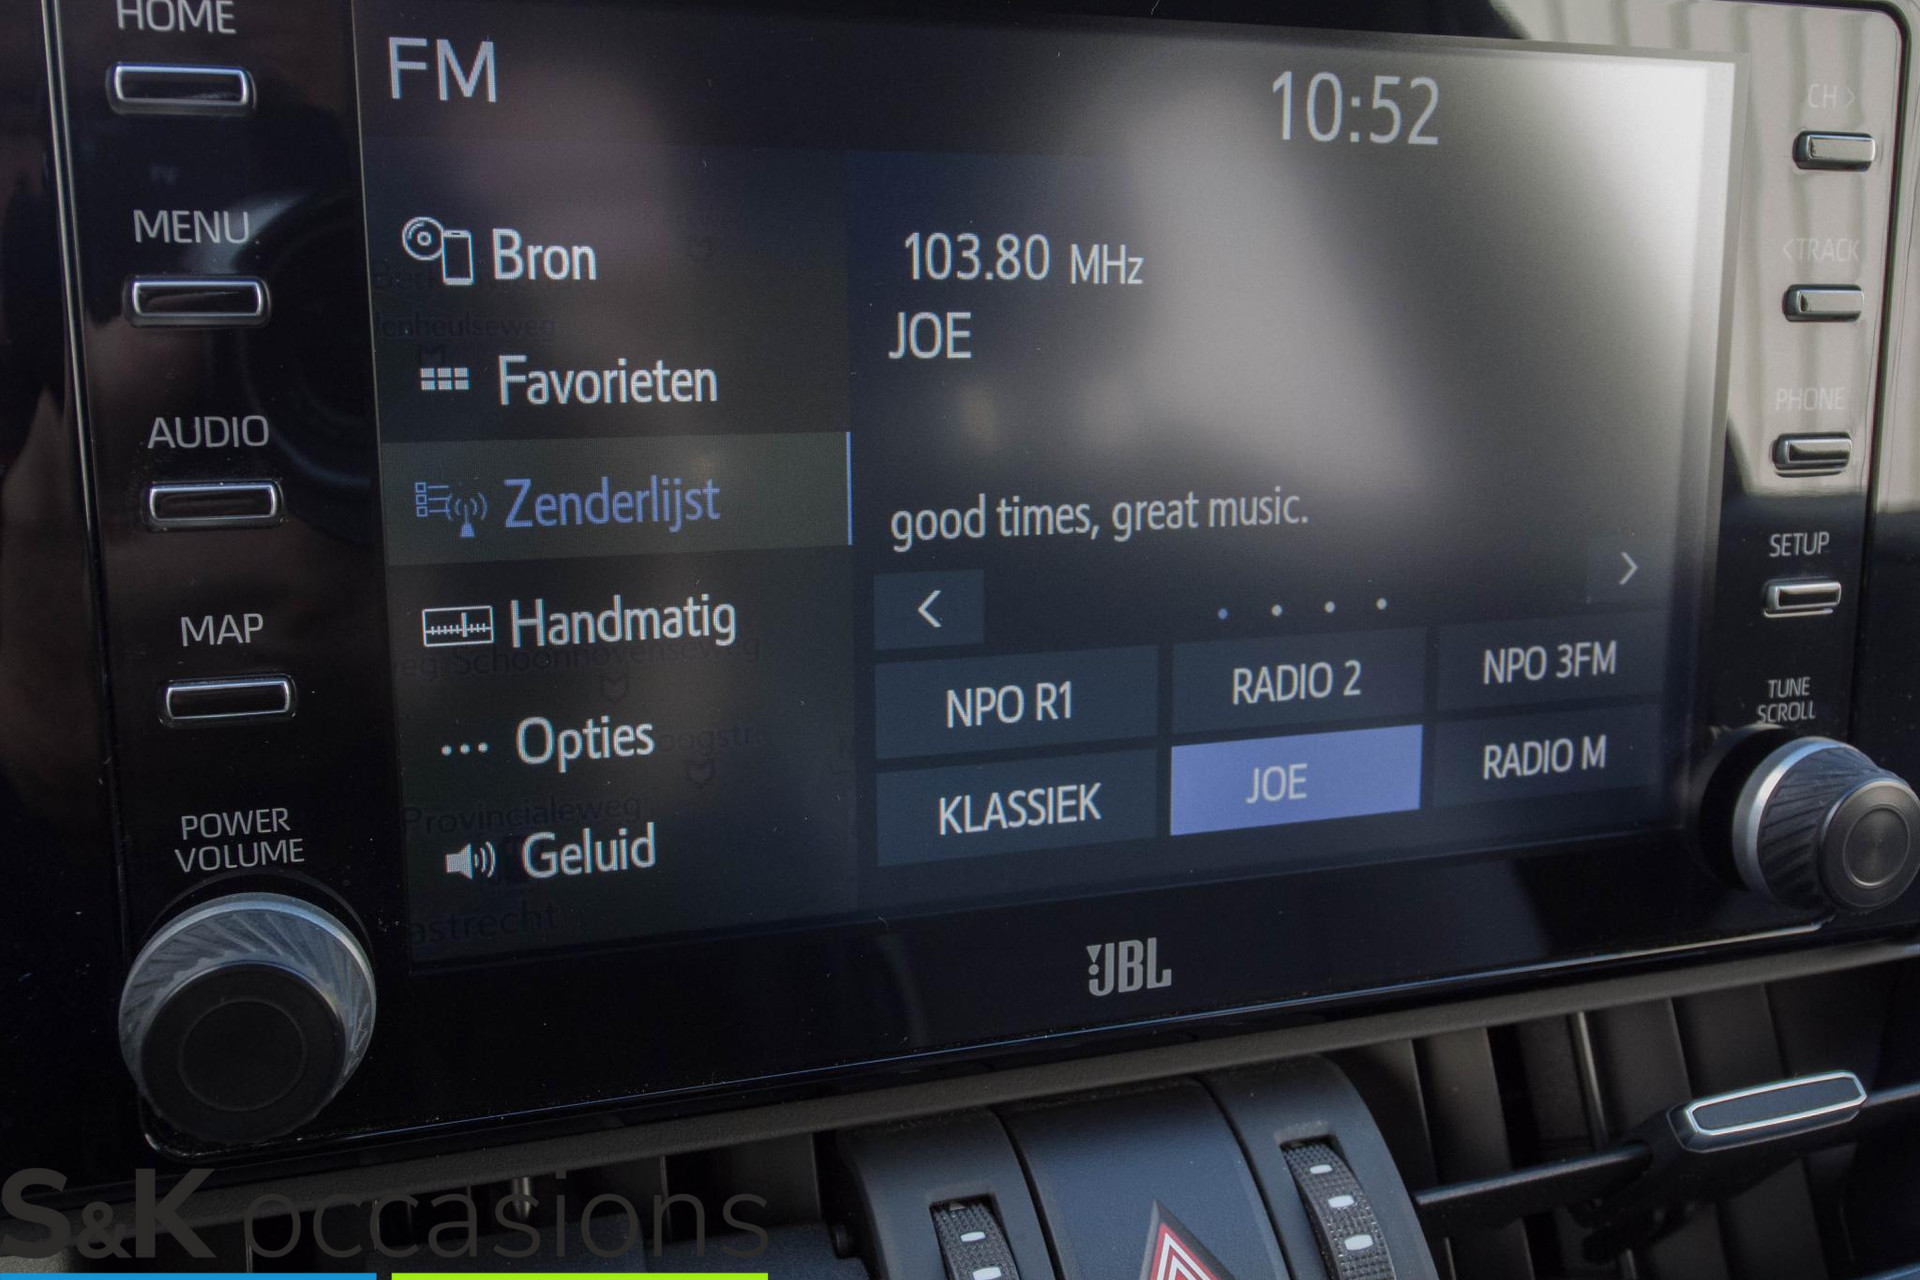 HOME
MENU
AUDIO
MAP
POWER
VOLUME
FM
10:52
Bron
Favorieten
Zenderlijst
Handmatig
Opties
Geluid
103.80 MHz
JOE
good times, great music.
<
>
NPO R1
RADIO 2
NPO 3FM
KLASSIEK
JOE
RADIO M
CH >
< TRACK
PHONE
SETUP
TUNE
SCROLL
JBL
Provincialeweg
S&K occasions